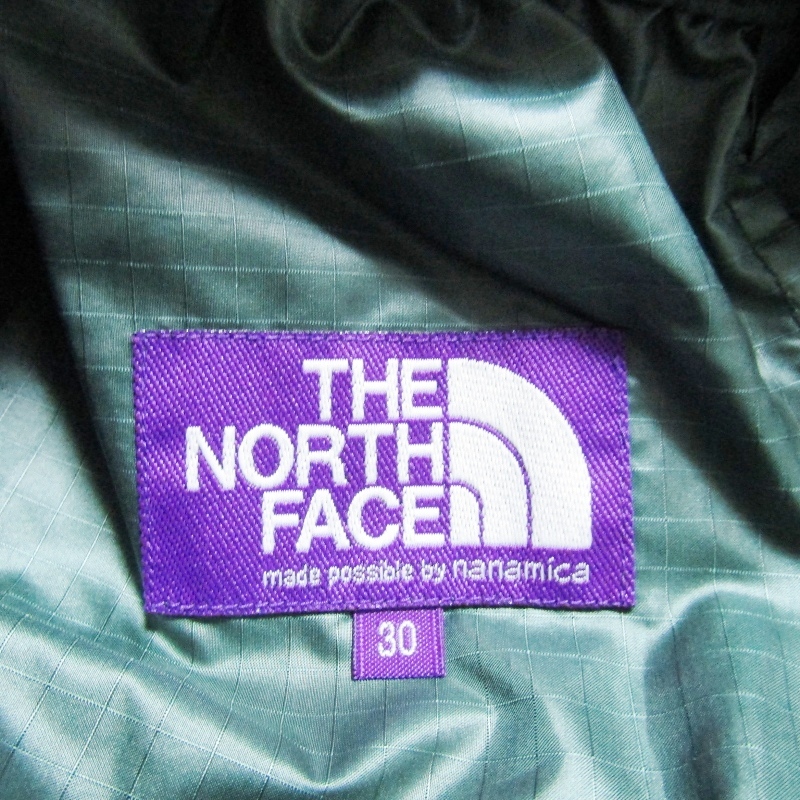 THE
NORTH
FACE
made possible by nanamica
30